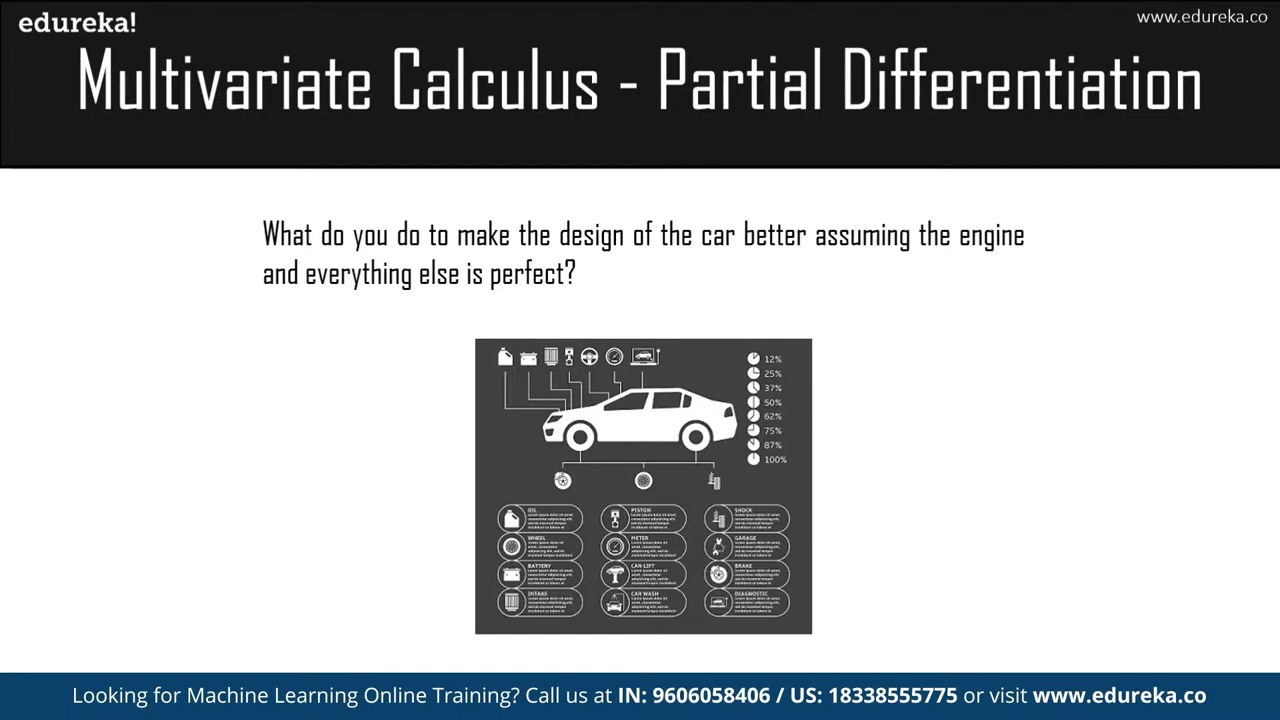 edureka!
www.edureka.co
Multivariate Calculus - Partial Differentiation
What do you do to make the design of the car better assuming the engine
and everything else is perfect?
12%
25%
37%
50%
62%
75%
87%
100%
OIL
PISTON
SHOCK
WHEEL
METER
GARAGE
BATTERY
CAR-LIFT
BRAKE
INTAKE
CAR WASH
DIAGNOSTIC
Looking for Machine Learning Online Training? Call us at IN: 9606058406 / US: 18338555775 or visit www.edureka.co